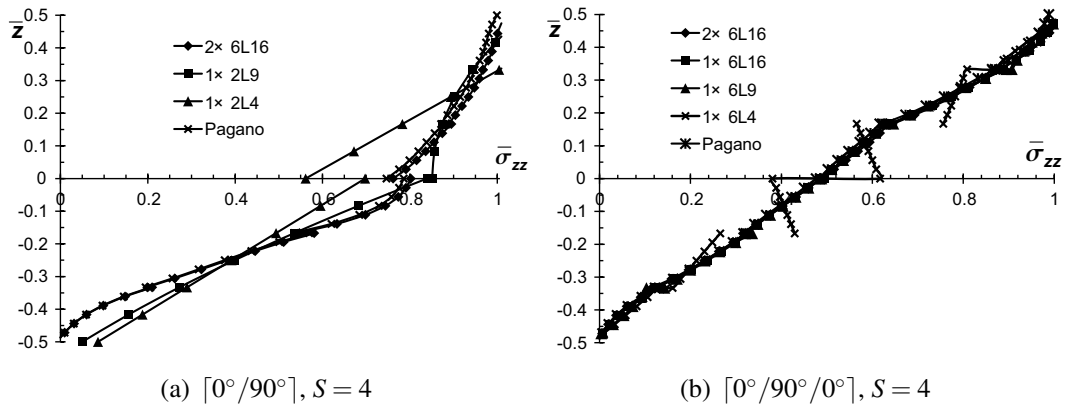 0.5
z̄
0.4
0.3
0.2
0.1
0
-0.1
-0.2
-0.3
-0.4
-0.5
2× 6L16
1× 2L9
1× 2L4
Pagano
σ̄zz
0 0.2 0.4 0.6 0.8 1
(a) ⌈0°/90°⌉, S = 4
0.5
z̄
0.4
0.3
0.2
0.1
0
-0.1
-0.2
-0.3
-0.4
-0.5
2× 6L16
1× 6L16
1× 6L9
1× 6L4
Pagano
σ̄zz
0 0.2 0.4 0.6 0.8 1
(b) ⌈0°/90°/0°⌉, S = 4